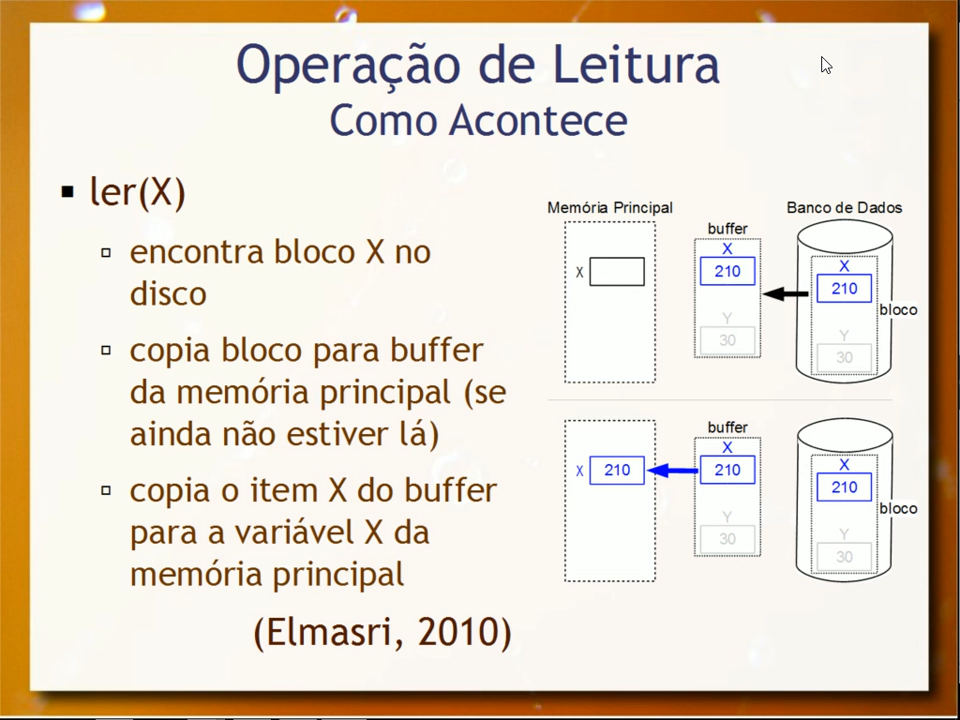 Operação de Leitura
Como Acontece
ler(X)
encontra bloco X no
disco
copia bloco para buffer
da memória principal (se
ainda não estiver lá)
copia o item X do buffer
para a variável X da
memória principal
(Elmasri, 2010)
Memória Principal
Banco de Dados
buffer
X
X
210
X
210
bloco
Y
30
Y
30
buffer
X
X
X
210
210
210
bloco
Y
30
Y
30